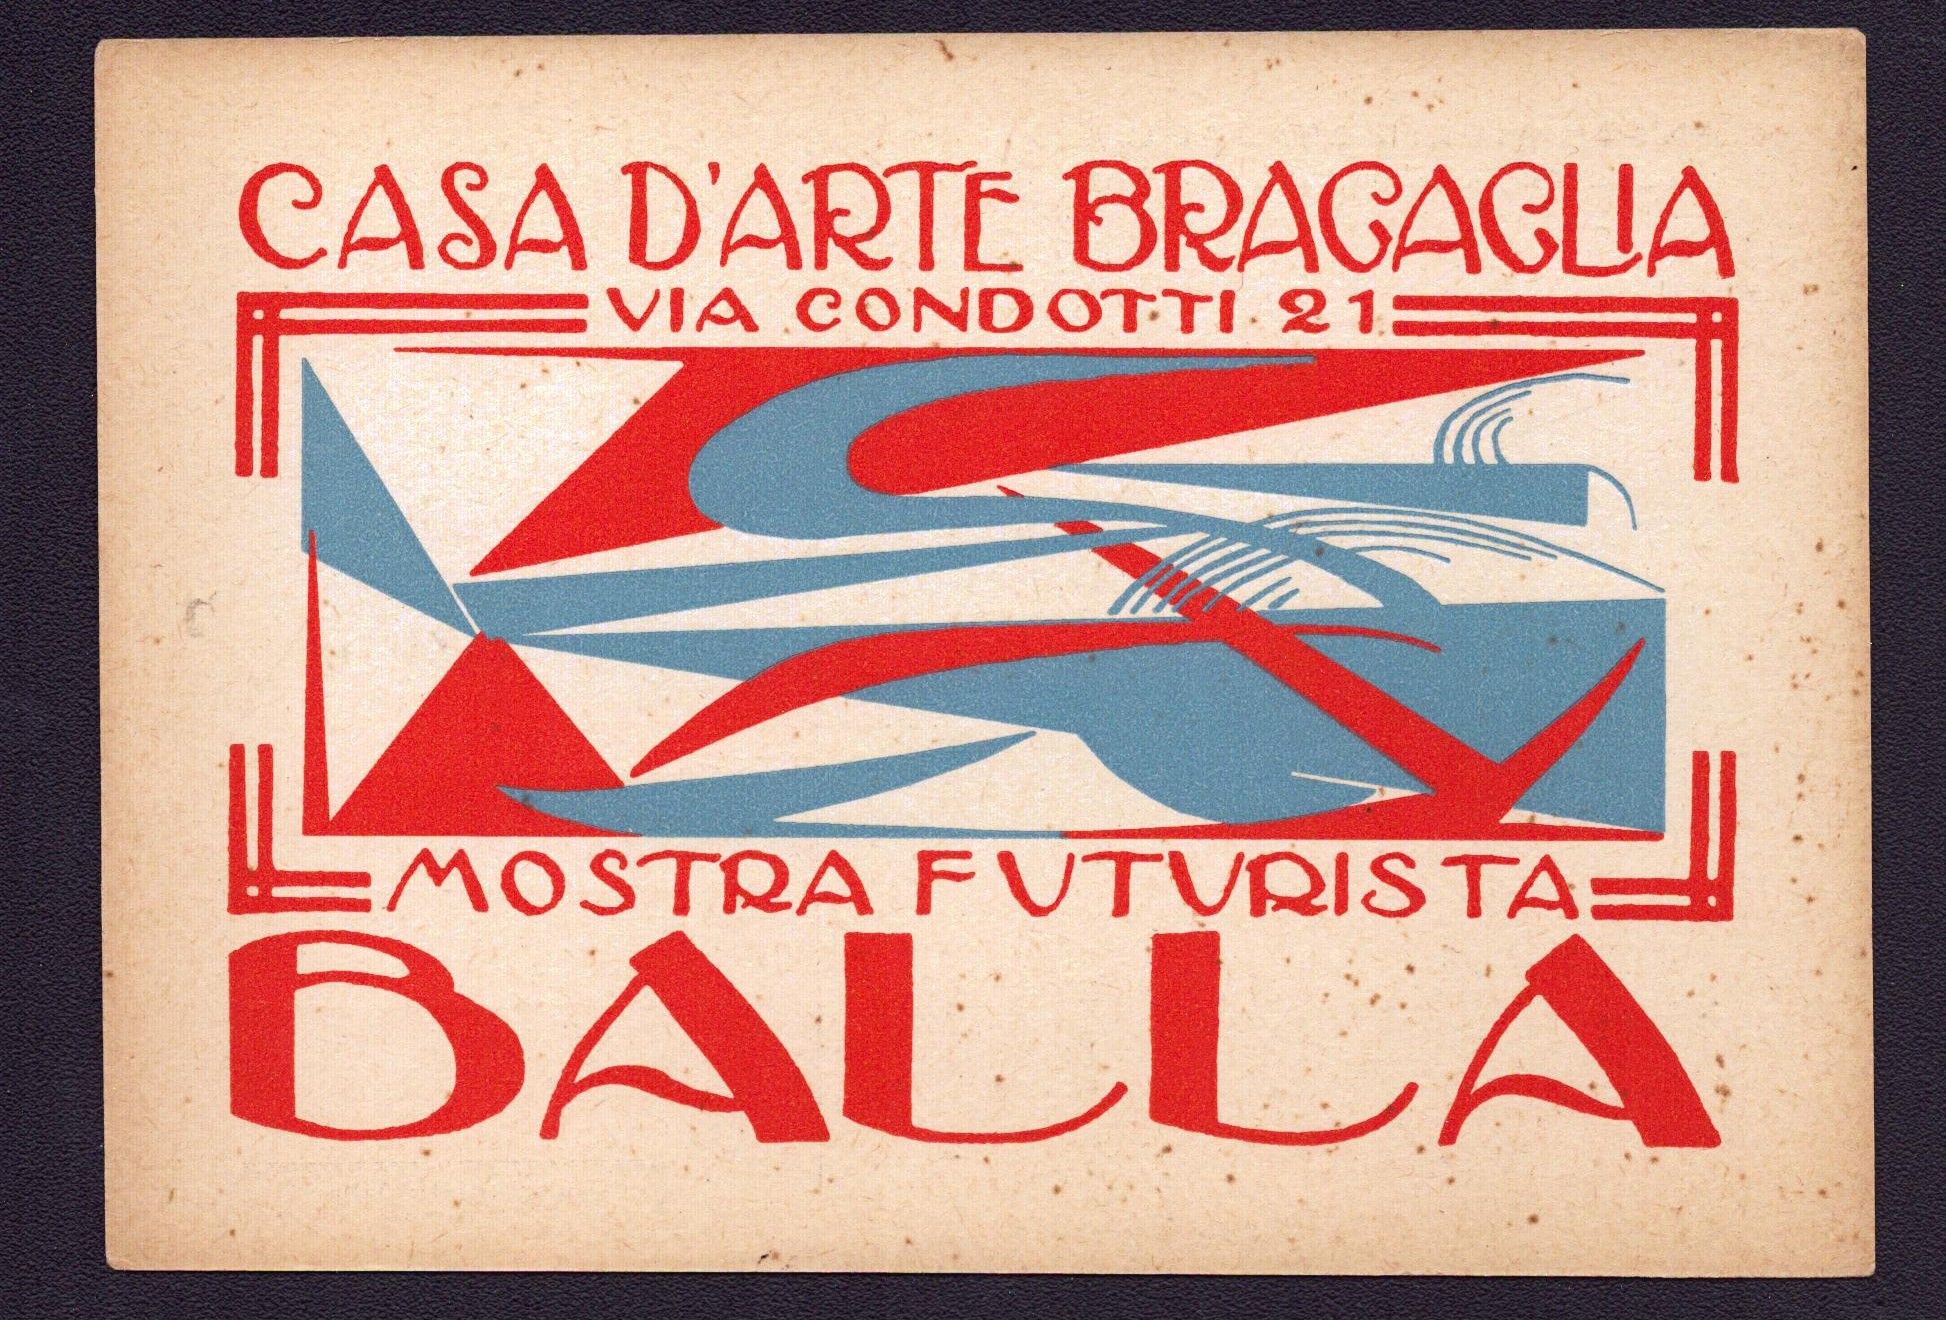 CASA D'ARTE BRAGAGLIA
VIA CONDOTTI 21
MOSTRA FUTURISTA
BALLA